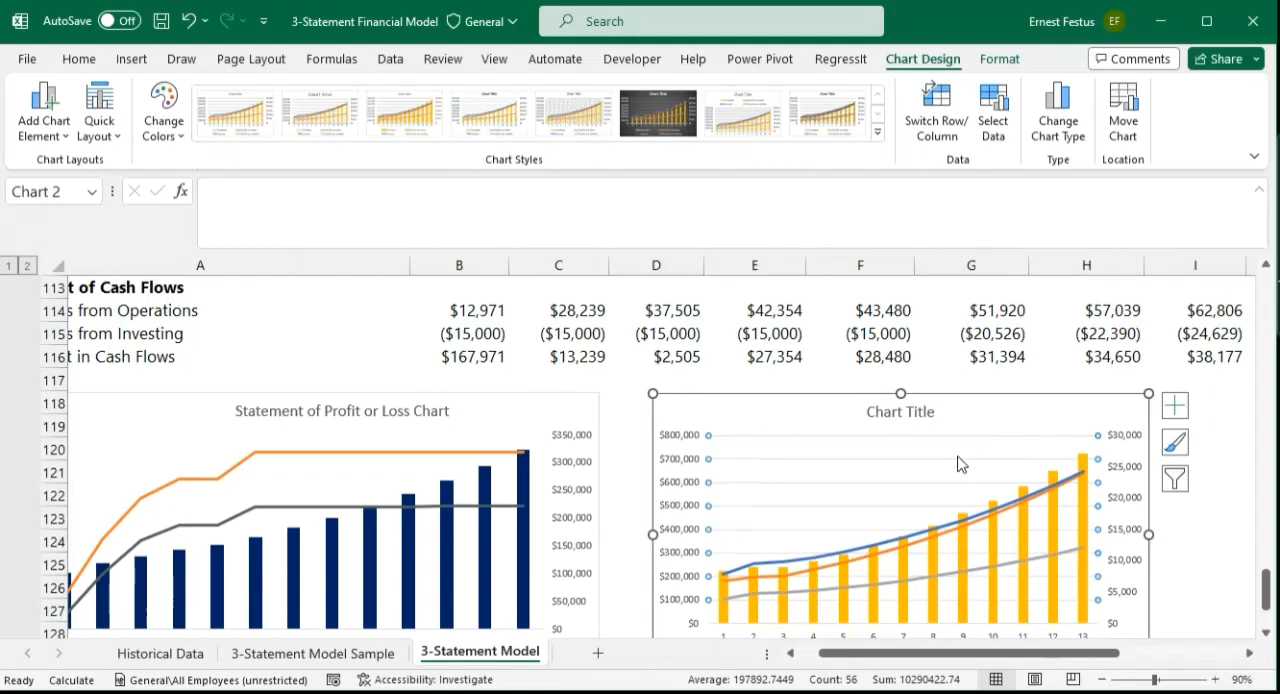 AutoSave Off 3-Statement Financial Model General Search Ernest Festus EF
File Home Insert Draw Page Layout Formulas Data Review View Automate Developer Help Power Pivot RegressIt Chart Design Format Comments Share
Add Chart Element Quick Layout Change Colors Switch Row/ Column Select Data Change Chart Type Move Chart
Chart Layouts Chart Styles Data Type Location
Chart 2 fx
1 2 A B C D E F G H I
113 t of Cash Flows
114 s from Operations $12,971 $28,239 $37,505 $42,354 $43,480 $51,920 $57,039 $62,806
115 s from Investing ($15,000) ($15,000) ($15,000) ($15,000) ($15,000) ($20,526) ($22,390) ($24,629)
116 t in Cash Flows $167,971 $13,239 $2,505 $27,354 $28,480 $31,394 $34,650 $38,177
117
118 Statement of Profit or Loss Chart Chart Title
119 $350,000 $800,000 $30,000
120 $300,000 $700,000 $25,000
121 $250,000 $600,000 $20,000
122 $200,000 $500,000
123 $150,000 $400,000 $15,000
124 $300,000 $10,000
125 $100,000 $200,000 $5,000
126 $50,000 $100,000
127 $0 $0 $0
128 1 2 3 4 5 6 7 8 9 10 11 12 13
Historical Data 3-Statement Model Sample 3-Statement Model
Ready Calculate General\All Employees (unrestricted) Accessibility: Investigate Average: 197892.7449 Count: 56 Sum: 10290422.74 90%